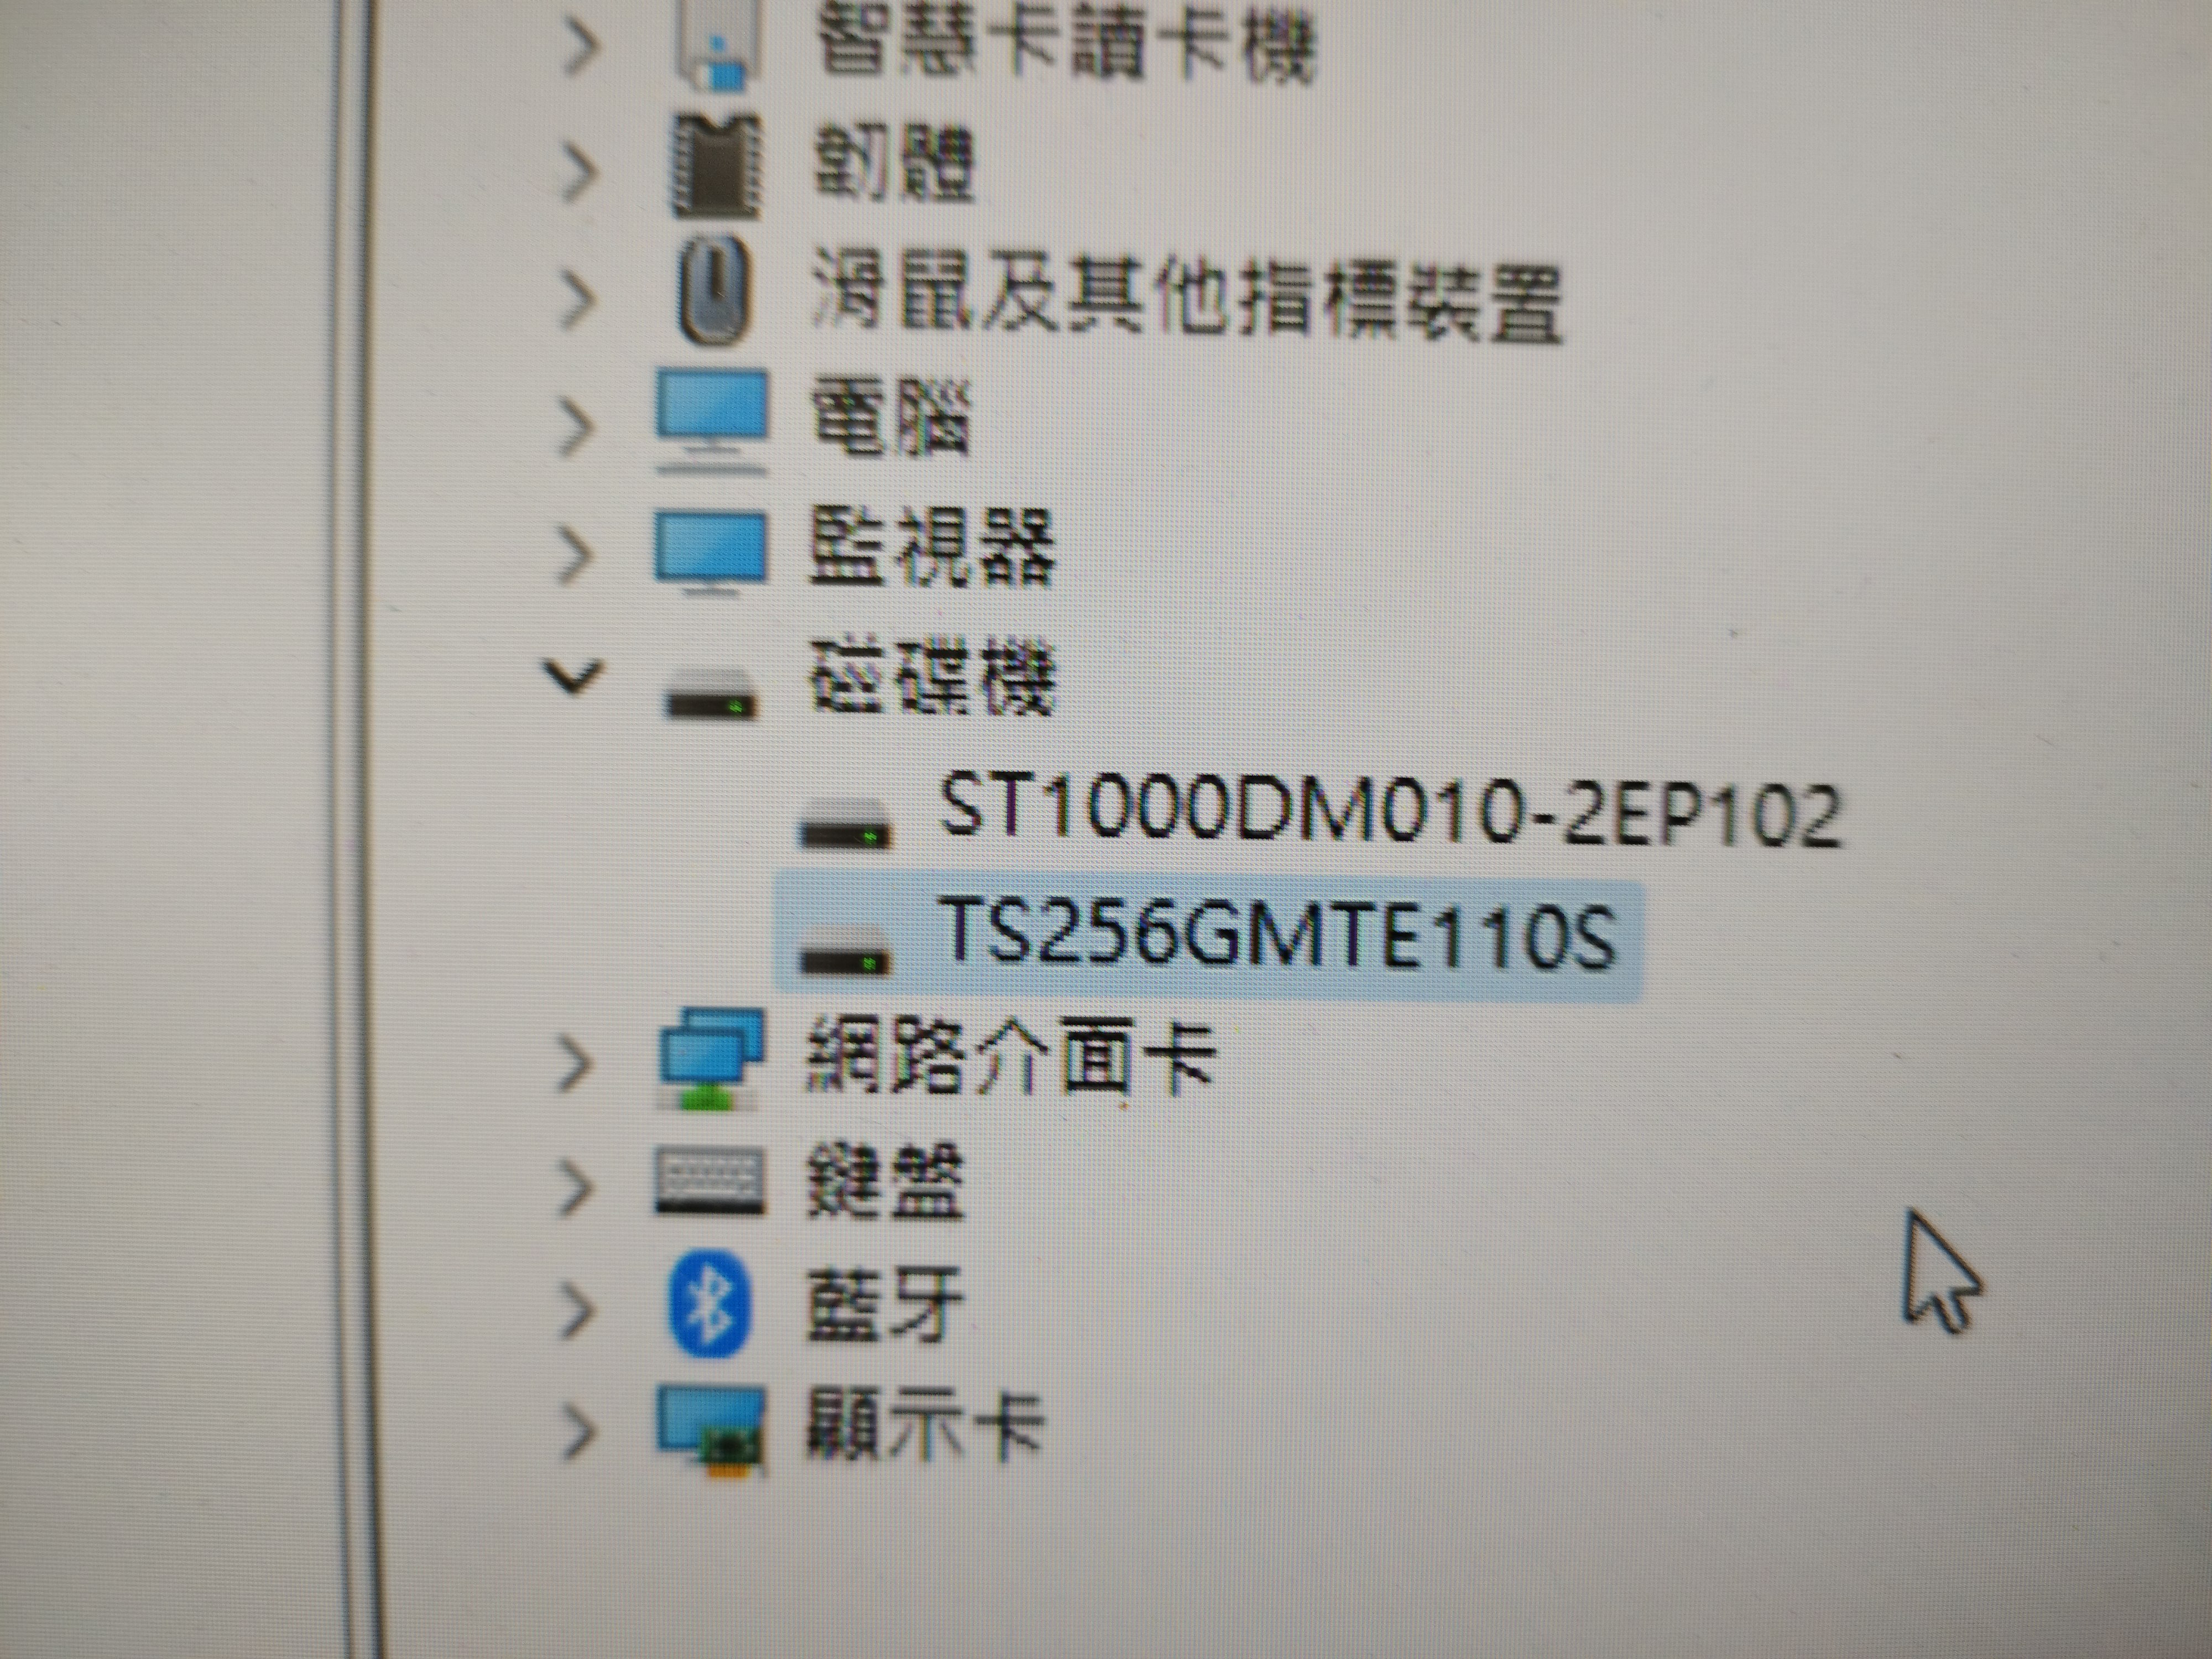 智慧卡讀卡機
韌體
滑鼠及其他指標裝置
電腦
監視器
磁碟機
ST1000DM010-2EP102
TS256GMTE110S
網路介面卡
鍵盤
藍牙
顯示卡